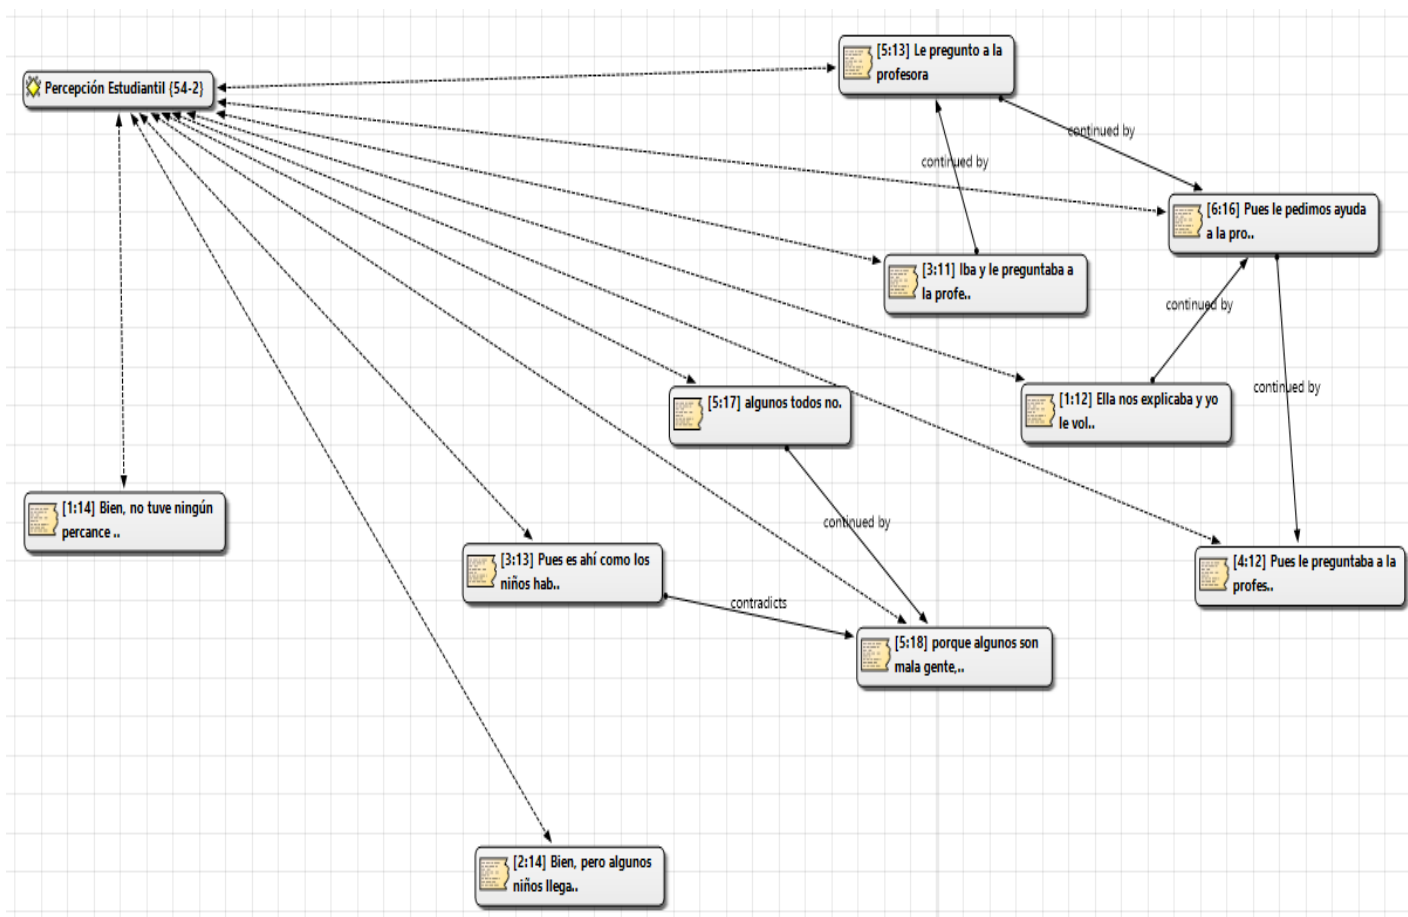 [5:13] Le pregunto a la
profesora
Percepción Estudiantil {54-2}
continued by
continued by
[6:16] Pues le pedimos ayuda
a la pro..
[3:11] Iba y le preguntaba a
la profe..
continued by
continued by
[5:17] algunos todos no.
[1:12] Ella nos explicaba y yo
le vol..
[1:14] Bien, no tuve ningún
percance ..
continued by
[3:13] Pues es ahí como los
niños hab..
[4:12] Pues le preguntaba a la
profes..
contradicts
[5:18] porque algunos son
mala gente,..
[2:14] Bien, pero algunos
niños llega..